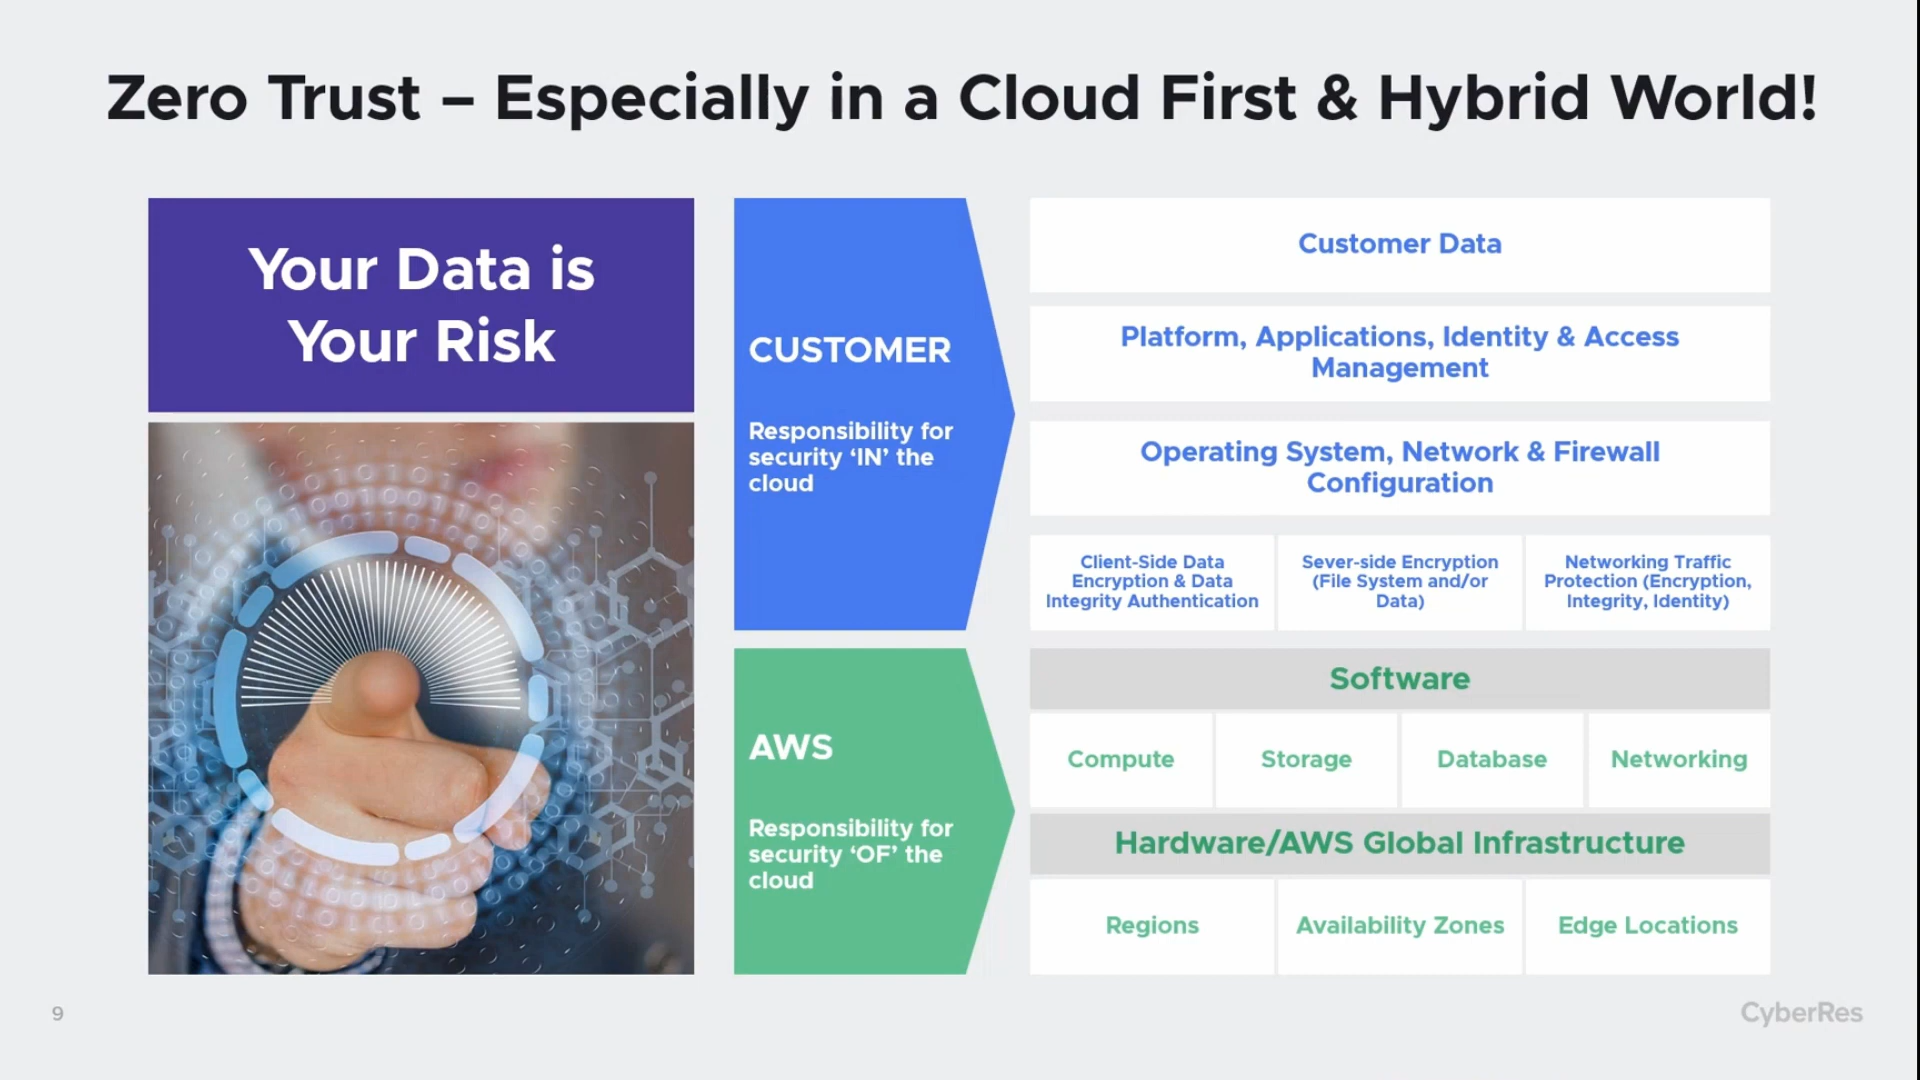 Zero Trust – Especially in a Cloud First & Hybrid World!
Your Data is
Your Risk
CUSTOMER
Responsibility for
security ‘IN’ the
cloud
Customer Data
Platform, Applications, Identity & Access
Management
Operating System, Network & Firewall
Configuration
Client-Side Data
Encryption & Data
Integrity Authentication
Sever-side Encryption
(File System and/or
Data)
Networking Traffic
Protection (Encryption,
Integrity, Identity)
AWS
Responsibility for
security ‘OF’ the
cloud
Software
Compute
Storage
Database
Networking
Hardware/AWS Global Infrastructure
Regions
Availability Zones
Edge Locations
9
CyberRes